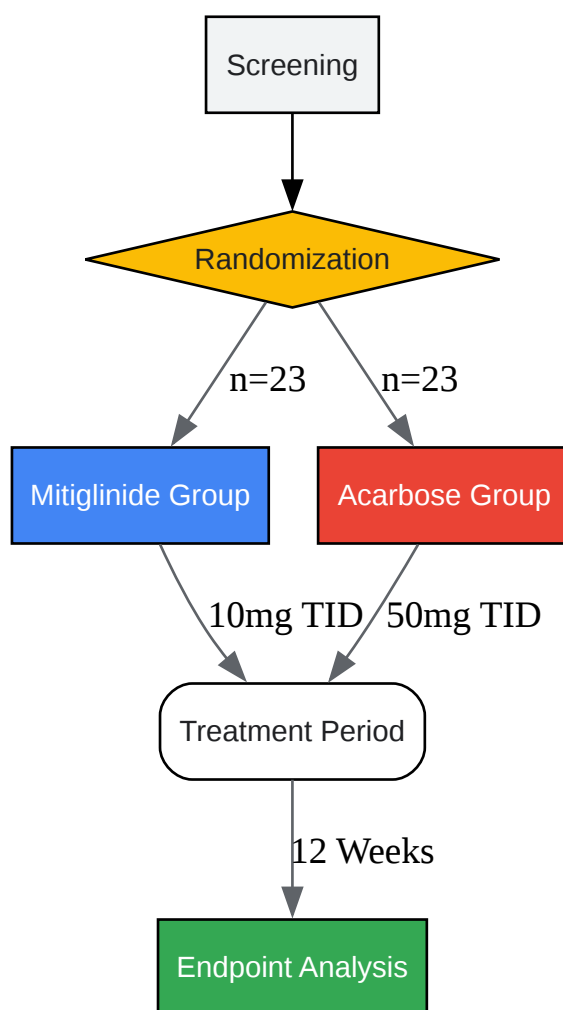 Screening
Randomization
n=23
n=23
Mitiglinide Group
Acarbose Group
10mg TID
50mg TID
Treatment Period
12 Weeks
Endpoint Analysis